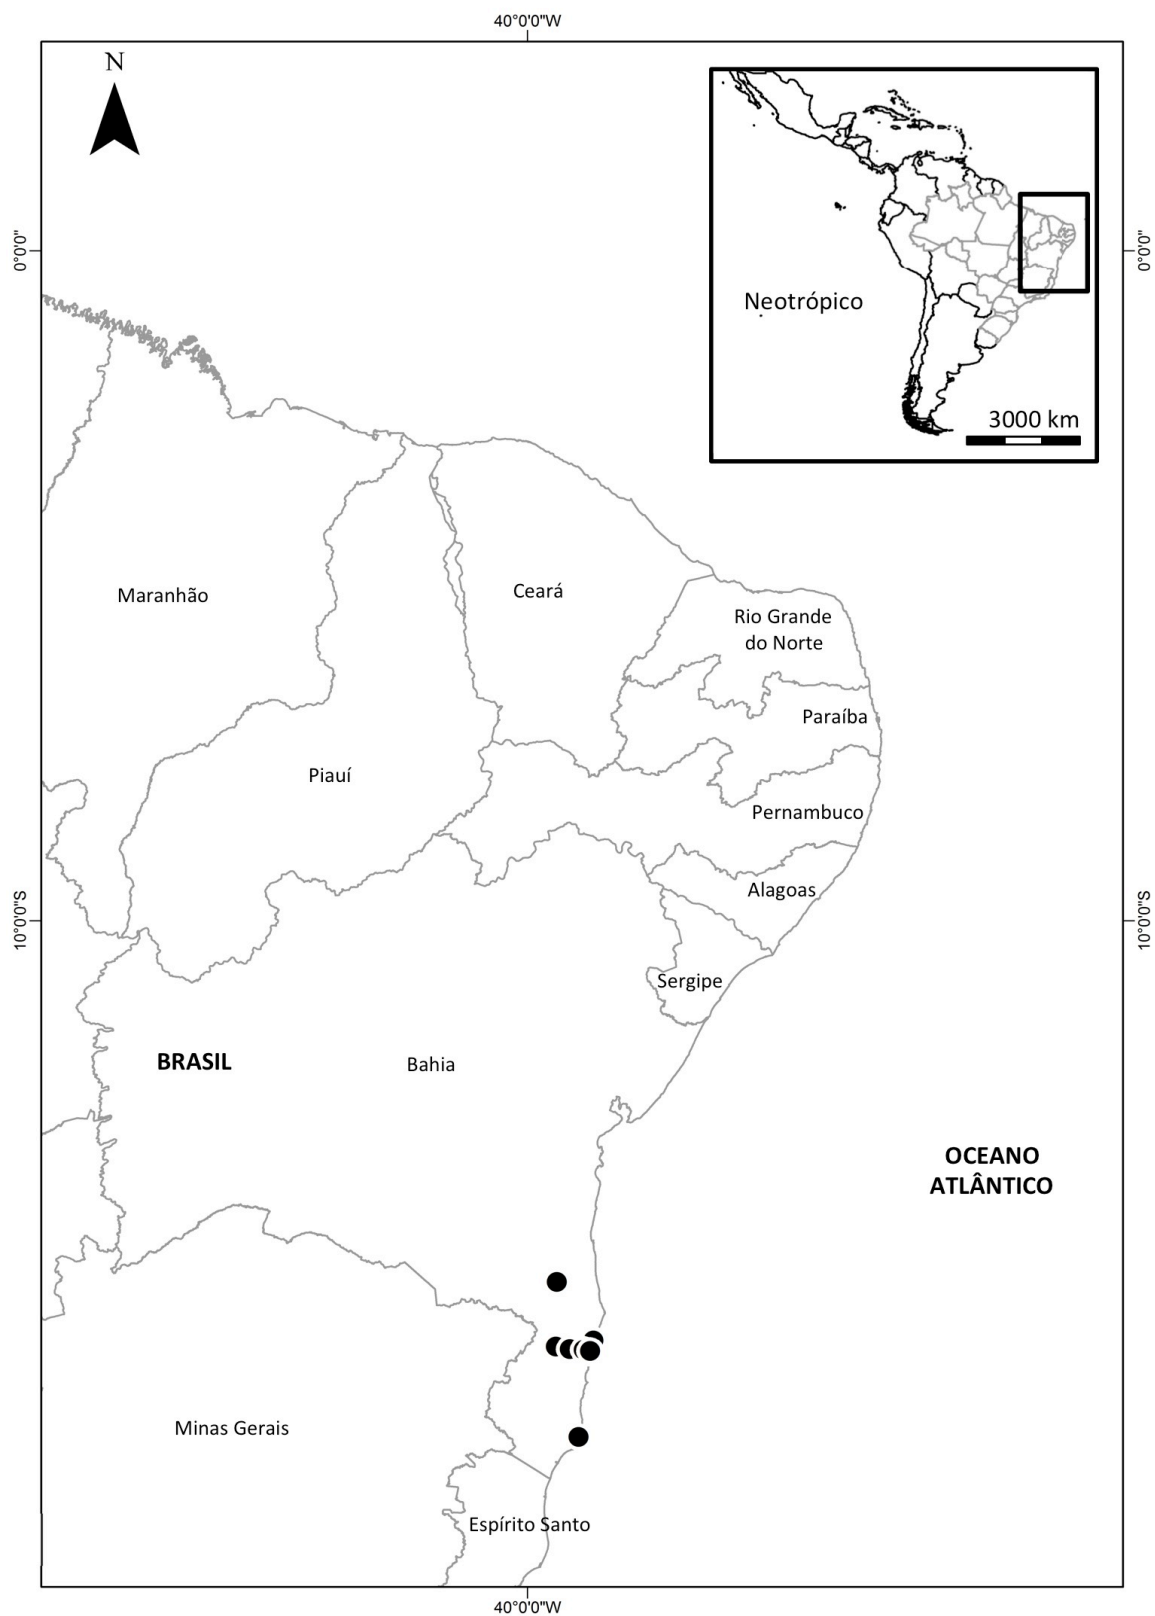 40°0'0"W
N
0°0'0"
0°0'0"
Neotrópico
3000 km
Maranhão
Ceará
Rio Grande
do Norte
Paraíba
Piauí
Pernambuco
Alagoas
10°0'0"S
10°0'0"S
Sergipe
BRASIL
Bahia
OCEANO
ATLÂNTICO
Minas Gerais
Espírito Santo
40°0'0"W